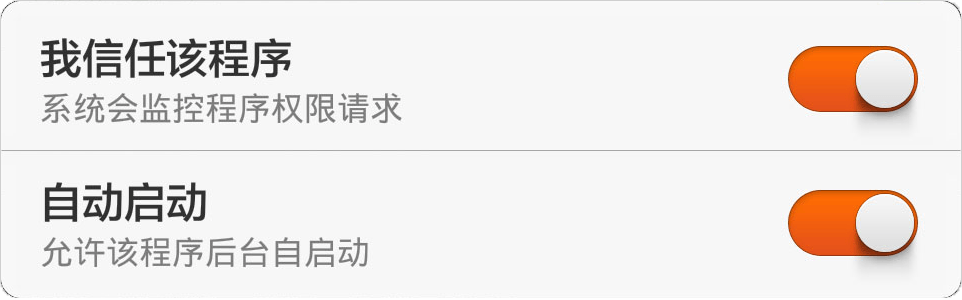 我信任该程序
系统会监控程序权限请求
自动启动
允许该程序后台自启动